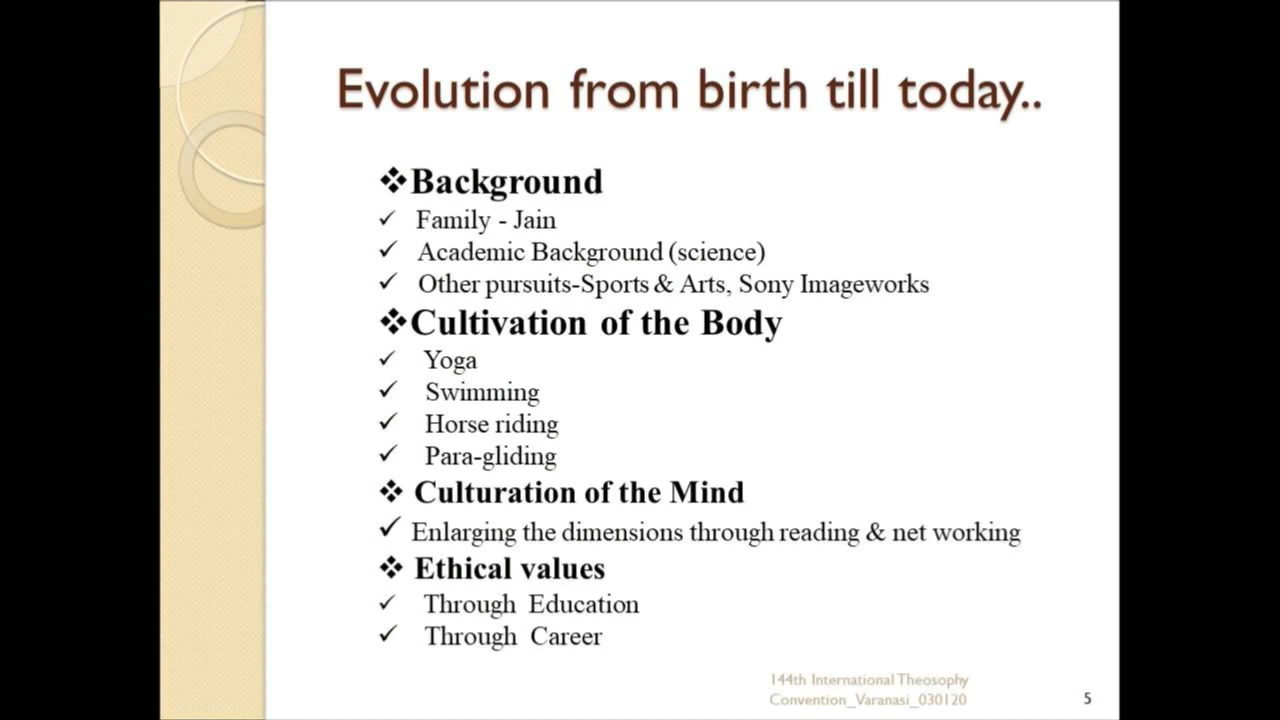 Evolution from birth till today..
❖Background
✓ Family - Jain
✓ Academic Background (science)
✓ Other pursuits-Sports & Arts, Sony Imageworks
❖Cultivation of the Body
✓ Yoga
✓ Swimming
✓ Horse riding
✓ Para-gliding
❖ Culturation of the Mind
✓ Enlarging the dimensions through reading & net working
❖ Ethical values
✓ Through Education
✓ Through Career
144th International Theosophy
Convention_Varanasi_030120
5